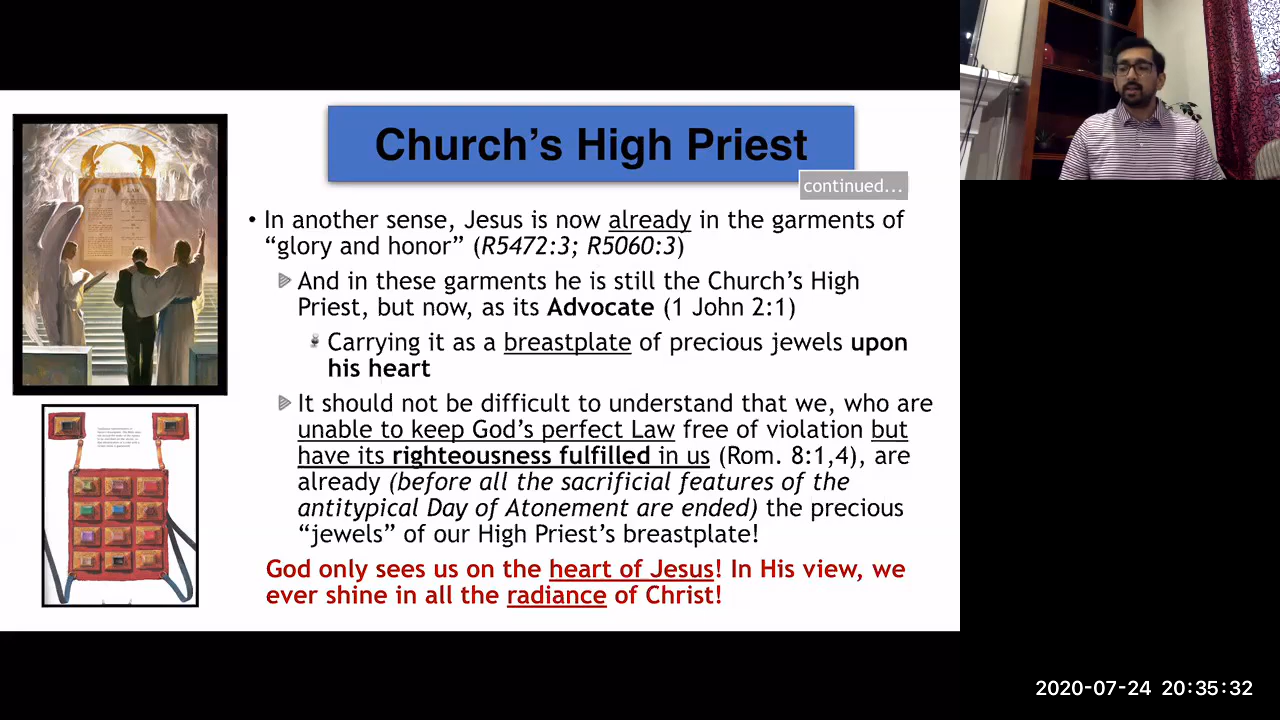 Church's High Priest
continued...
• In another sense, Jesus is now already in the garments of
“glory and honor” (R5472:3; R5060:3)
And in these garments he is still the Church's High
Priest, but now, as its Advocate (1 John 2:1)
Carrying it as a breastplate of precious jewels upon
his heart
It should not be difficult to understand that we, who are
unable to keep God's perfect Law free of violation but
have its righteousness fulfilled in us (Rom. 8:1,4), are
already (before all the sacrificial features of the
antitypical Day of Atonement are ended) the precious
“jewels” of our High Priest's breastplate!
God only sees us on the heart of Jesus! In His view, we
ever shine in all the radiance of Christ!
THE LAW
2020-07-24 20:35:32